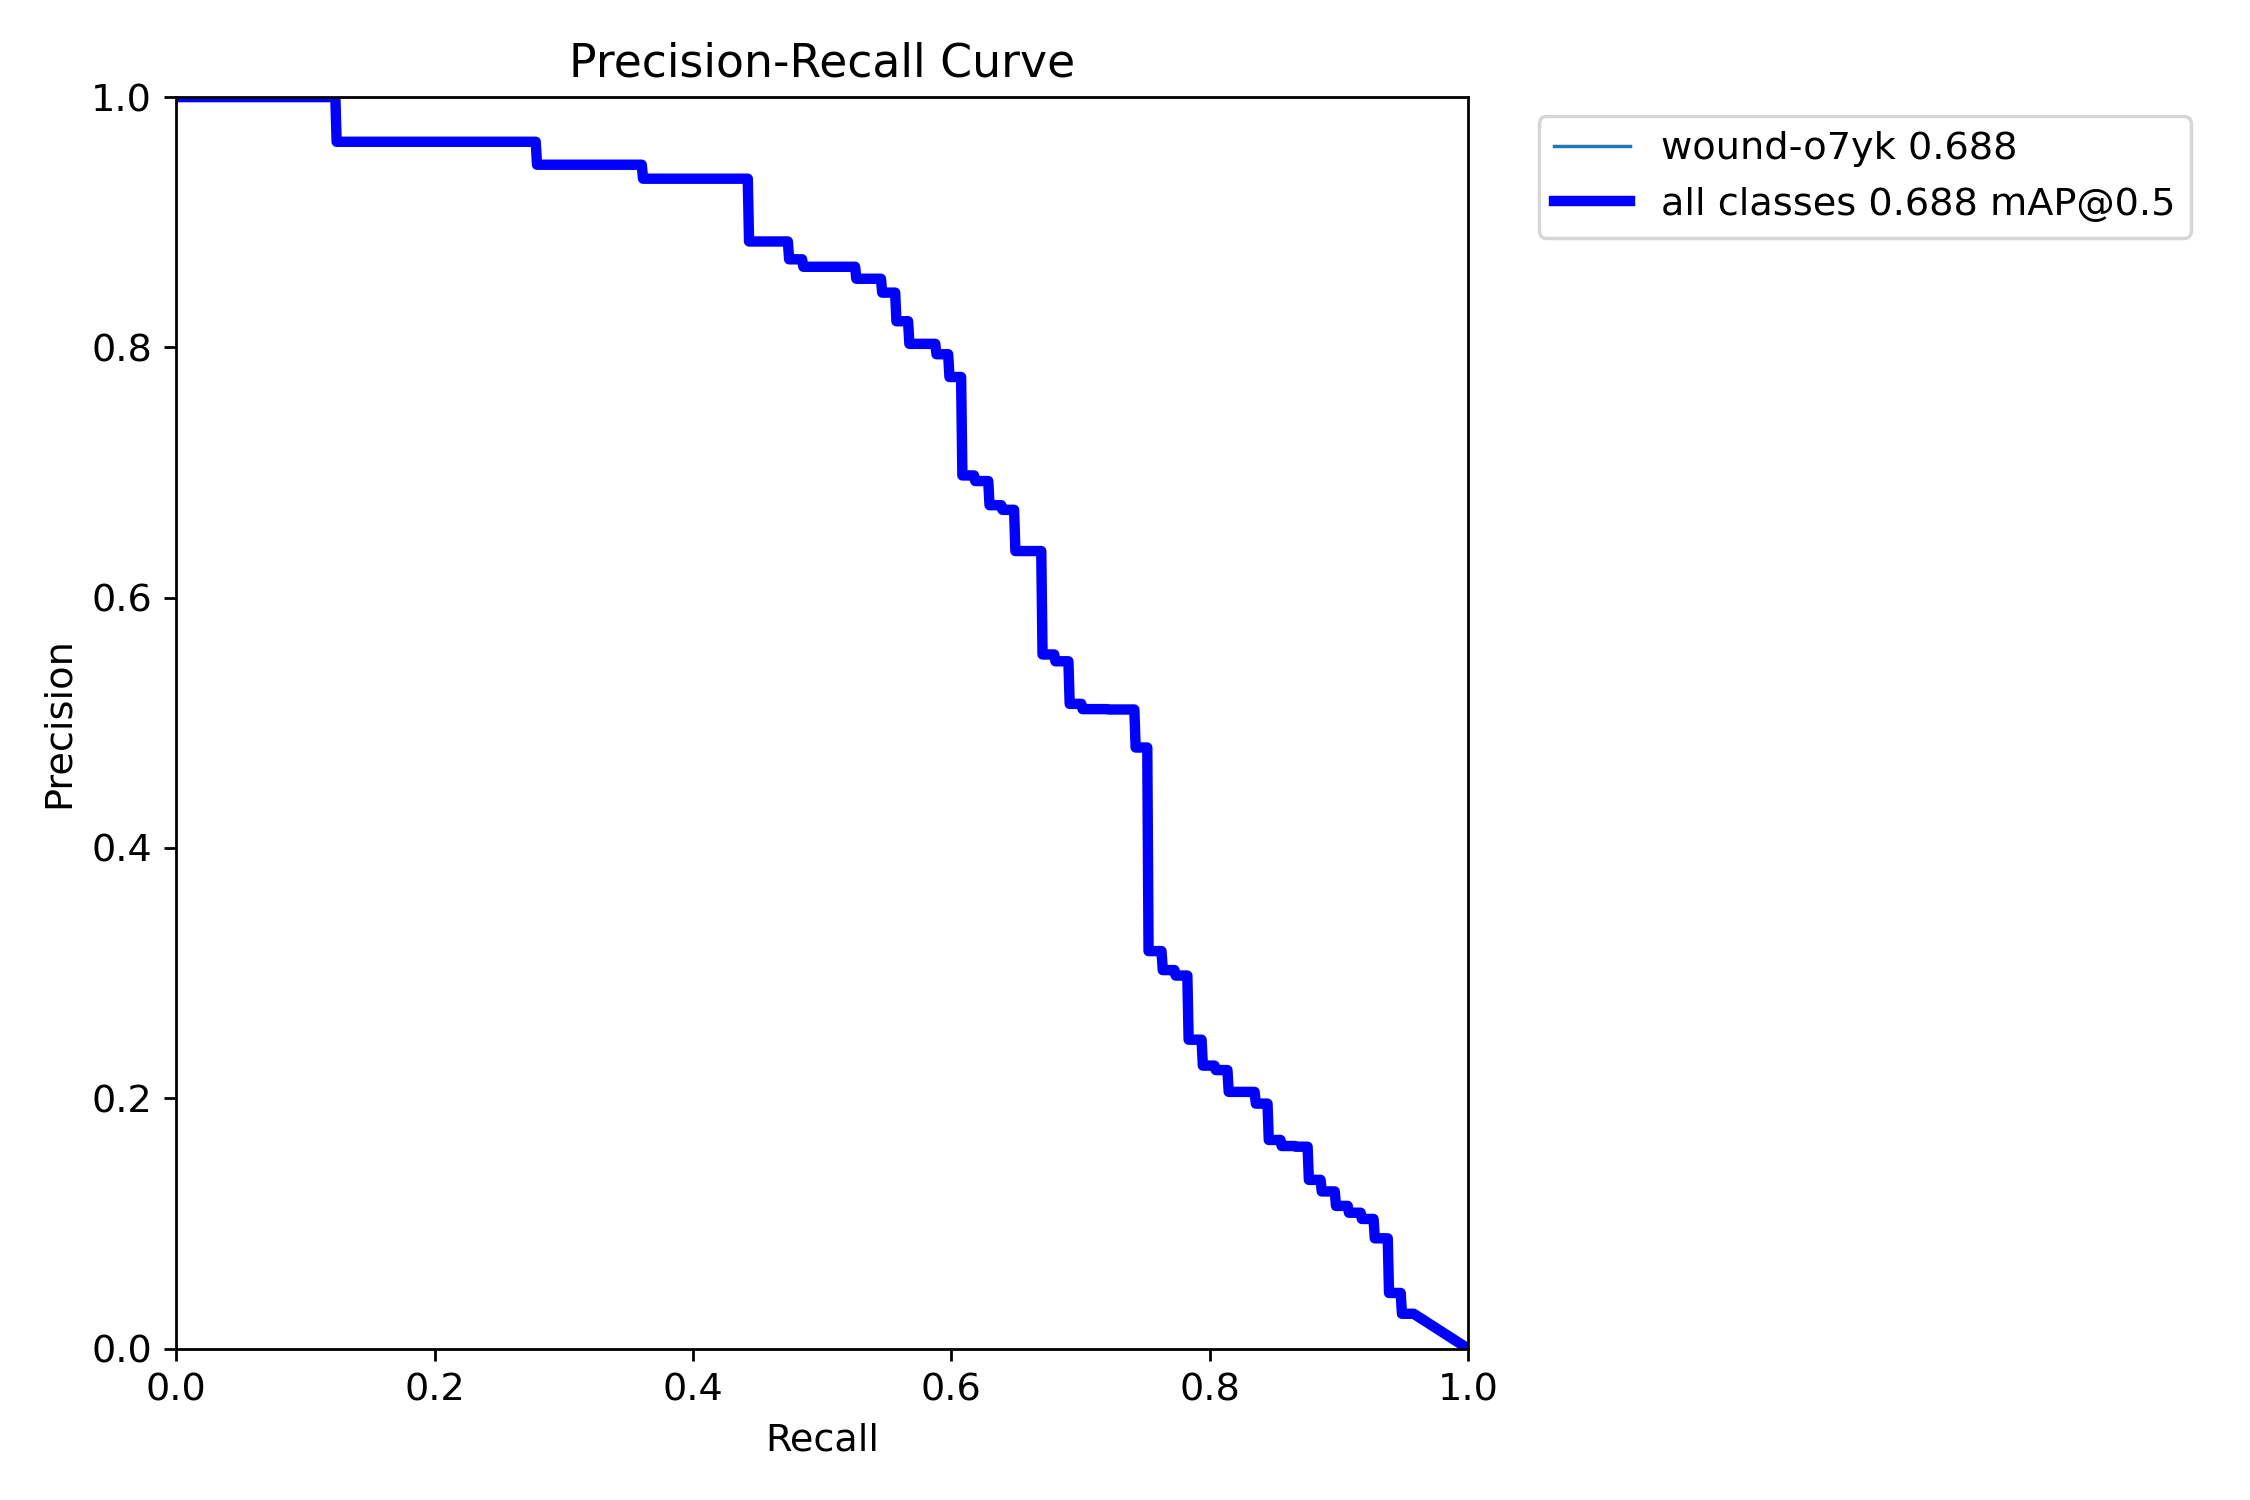 Precision-Recall Curve
1.0
0.8
0.6
0.4
0.2
0.0
Precision
0.0 0.2 0.4 0.6 0.8 1.0
Recall
wound-o7yk 0.688
all classes 0.688 mAP@0.5